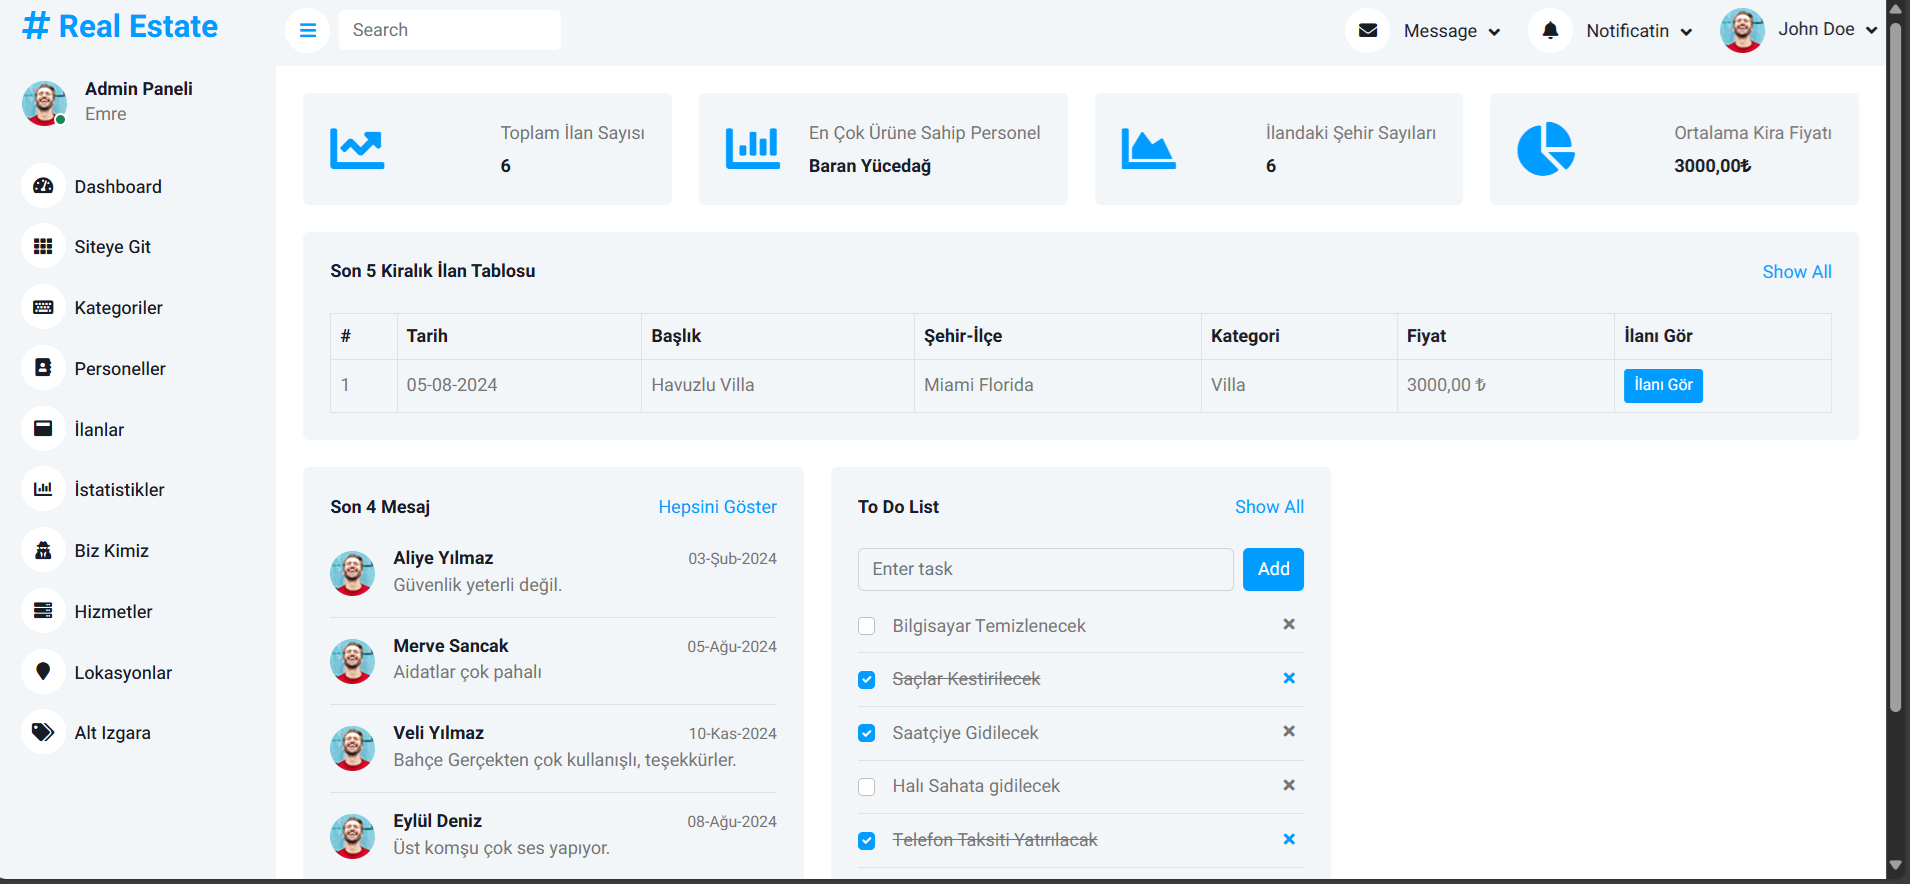 # Real Estate
Search
Message
Notificatin
John Doe
Admin Paneli
Emre
Dashboard
Siteye Git
Kategoriler
Personeller
İlanlar
İstatistikler
Biz Kimiz
Hizmetler
Lokasyonlar
Alt Izgara
Toplam İlan Sayısı
6
En Çok Ürüne Sahip Personel
Baran Yücedağ
İlandaki Şehir Sayıları
6
Ortalama Kira Fiyatı
3000,00₺
Son 5 Kiralık İlan Tablosu
Show All
# Tarih Başlık Şehir-İlçe Kategori Fiyat İlanı Gör
1 05-08-2024 Havuzlu Villa Miami Florida Villa 3000,00 ₺ İlanı Gör
Son 4 Mesaj
Hepsini Göster
Aliye Yılmaz 03-Şub-2024
Güvenlik yeterli değil.
Merve Sancak 05-Ağu-2024
Aidatlar çok pahalı
Veli Yılmaz 10-Kas-2024
Bahçe Gerçekten çok kullanışlı, teşekkürler.
Eylül Deniz 08-Ağu-2024
Üst komşu çok ses yapıyor.
To Do List
Show All
Enter task
Add
Bilgisayar Temizlenecek
Saçlar Kestirilecek
Saatçiye Gidilecek
Halı Sahata gidilecek
Telefon Taksiti Yatırılacak